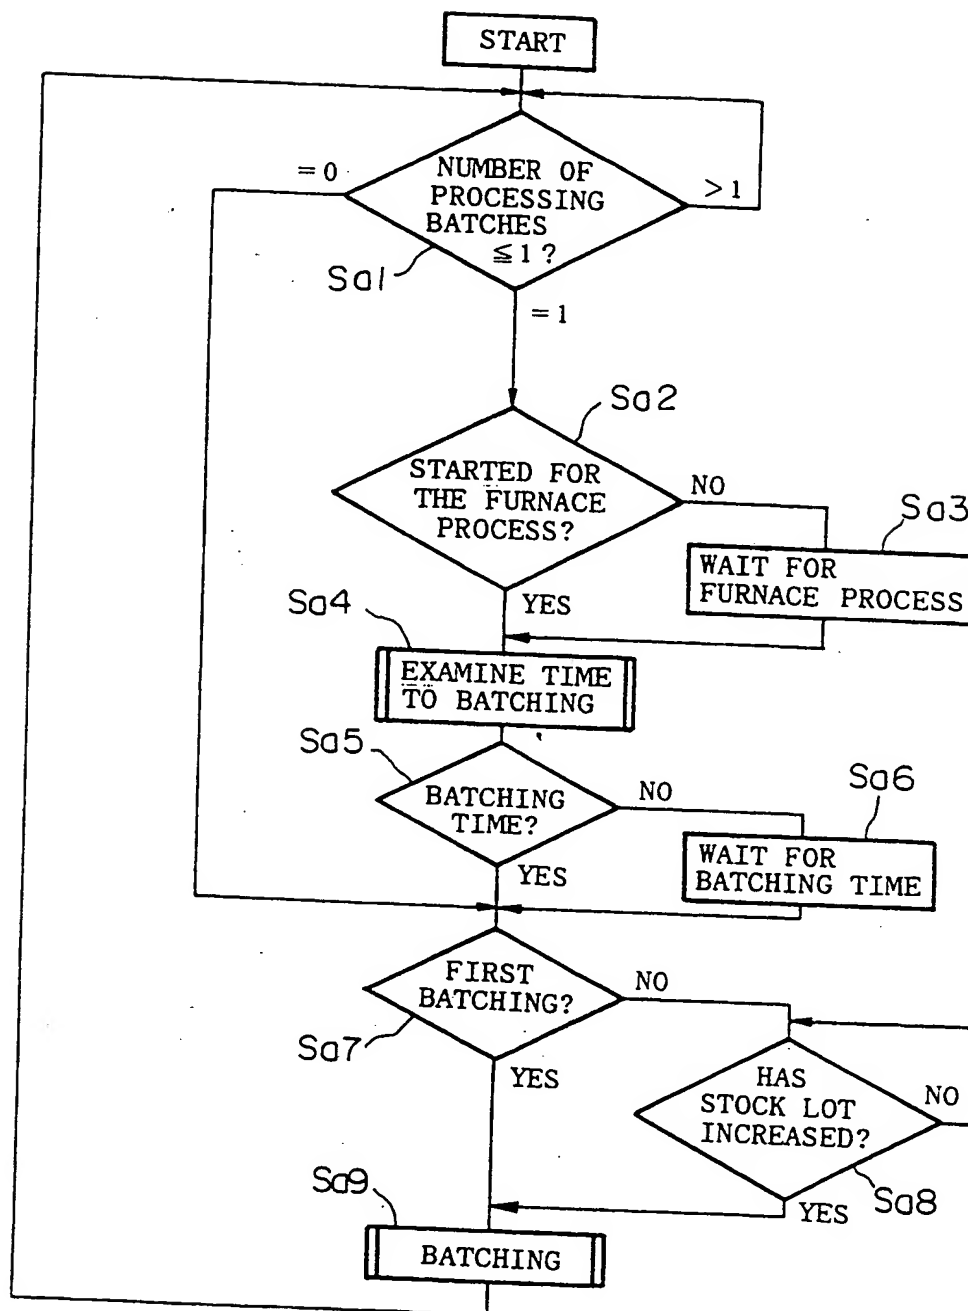 START
= 0
NUMBER OF
PROCESSING
BATCHES
≦ 1 ?
> 1
Sa1
= 1
Sa2
STARTED FOR
THE FURNACE
PROCESS?
NO
Sa3
WAIT FOR
FURNACE PROCESS
YES
Sa4
EXAMINE TIME
TO BATCHING
Sa5
BATCHING
TIME?
NO
Sa6
WAIT FOR
BATCHING TIME
YES
FIRST
BATCHING?
NO
Sa7
YES
HAS
STOCK LOT
INCREASED?
NO
Sa8
YES
Sa9
BATCHING